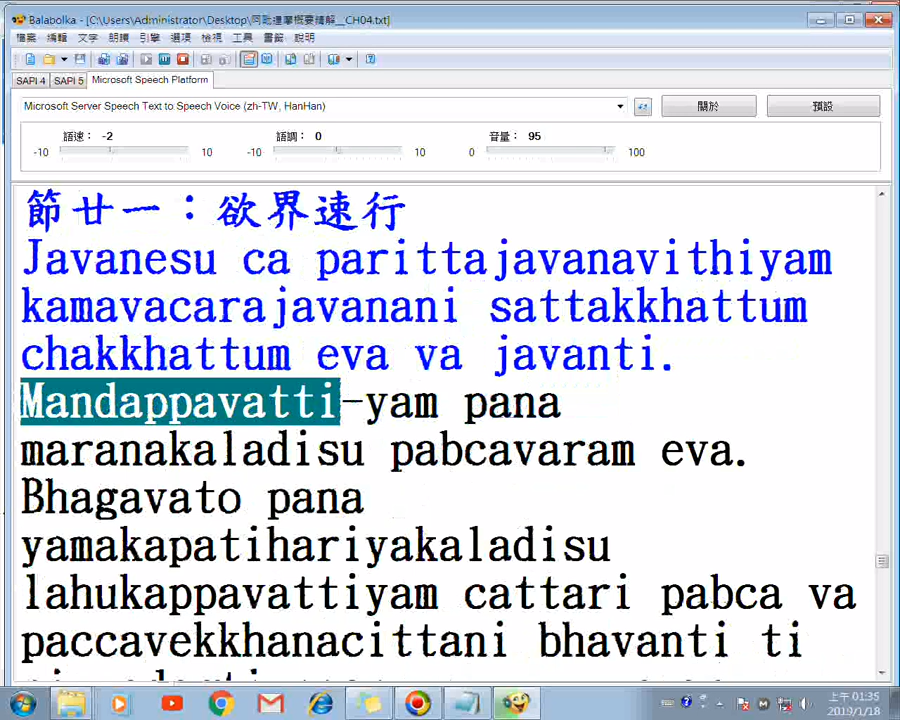 Balabolka - [C:\Users\Administrator\Desktop\阿毗達摩概要精解__CH04.txt]
檔案 編輯 文字 朗讀 引擎 選項 檢視 工具 書籤 說明
SAPI 4 SAPI 5 Microsoft Speech Platform
Microsoft Server Speech Text to Speech Voice (zh-TW, HanHan) 關於 預設
語速： -2 語調： 0 音量： 95
-10 10 -10 10 0 100
節廿一：欲界速行
Javanesu ca parittajavanavithiyam
kamavacarajavanani sattakkhattum
chakkhattum eva va javanti.
Mandappavatti-yam pana
maranakaladisu pabcavaram eva.
Bhagavato pana
yamakapatihariyakaladisu
lahukappavattiyam cattari pabca va
paccavekkhanacittani bhavanti ti
上午 01:35
2019/1/18